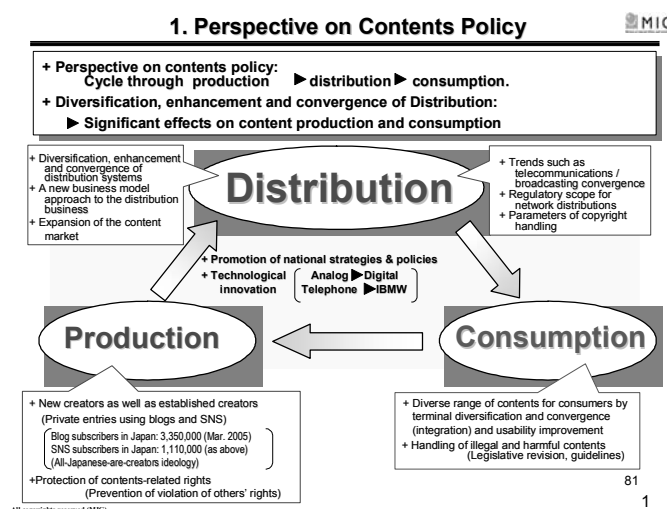 1. Perspective on Contents Policy
MIC
+ Perspective on contents policy:
Cycle through production ▶ distribution ▶ consumption.
+ Diversification, enhancement and convergence of Distribution:
▶ Significant effects on content production and consumption
+ Diversification, enhancement
and convergence of
distribution systems
+ A new business model
approach to the distribution
business
+ Expansion of the content
market
Distribution
+ Trends such as
telecommunications /
broadcasting convergence
+ Regulatory scope for
network distributions
+ Parameters of copyright
handling
+ Promotion of national strategies & policies
+ Technological innovation
Analog ▶ Digital
Telephone ▶ IBMW
Production
Consumption
+ New creators as well as established creators
(Private entries using blogs and SNS)
Blog subscribers in Japan: 3,350,000 (Mar. 2005)
SNS subscribers in Japan: 1,110,000 (as above)
(All-Japanese-are-creators ideology)
+Protection of contents-related rights
(Prevention of violation of others' rights)
+ Diverse range of contents for consumers by
terminal diversification and convergence
(integration) and usability improvement
+ Handling of illegal and harmful contents
(Legislative revision, guidelines)
81
1
All copyrights reserved (MIC)